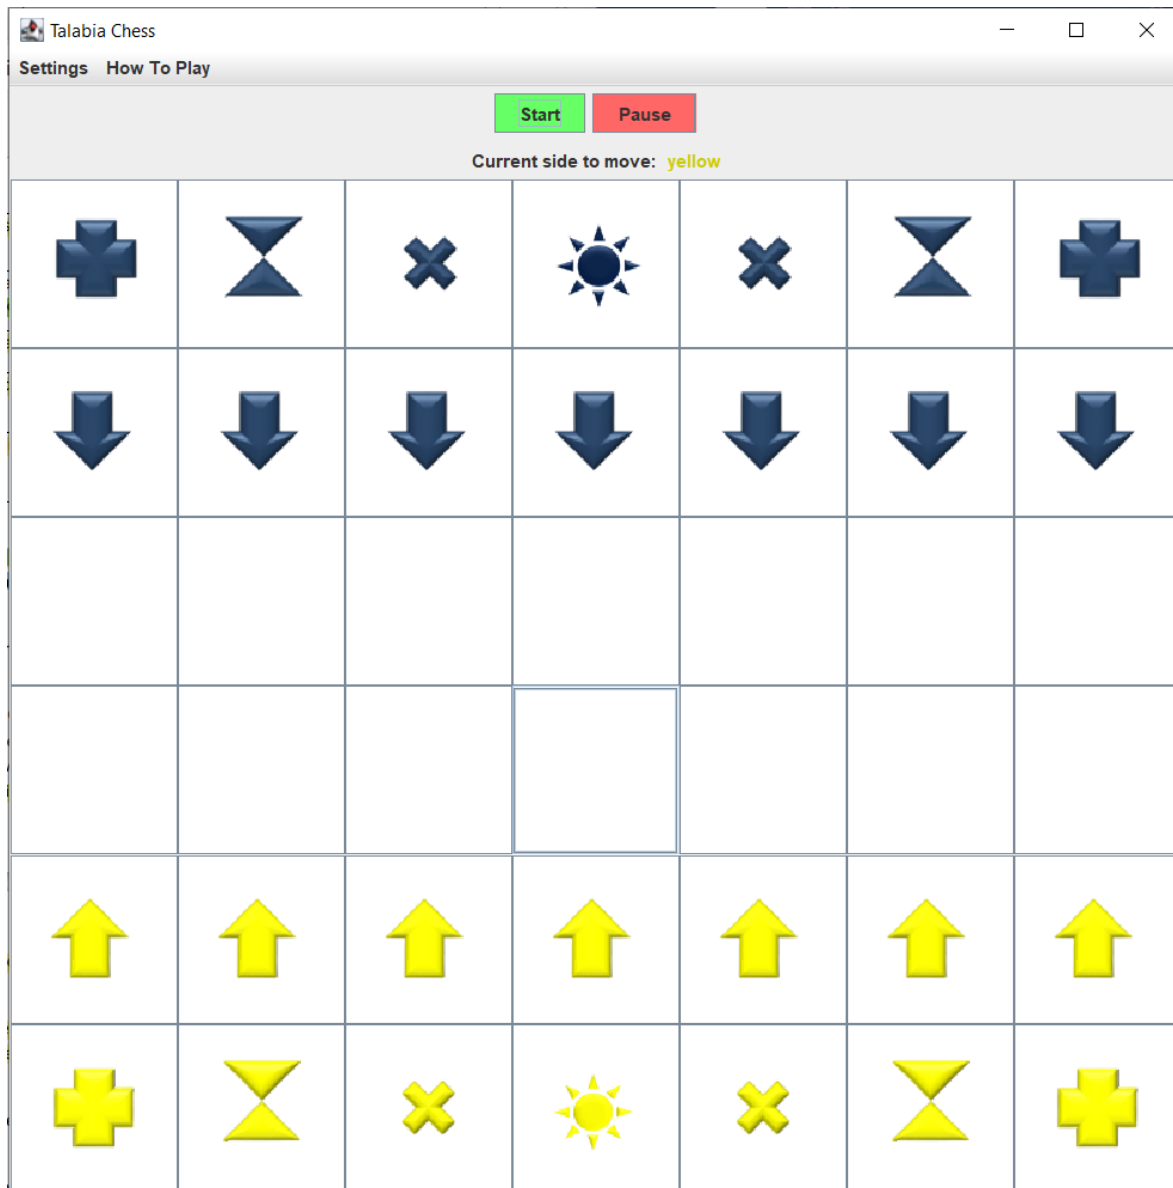 Talabia Chess
Settings How To Play
Start Pause
Current side to move: yellow